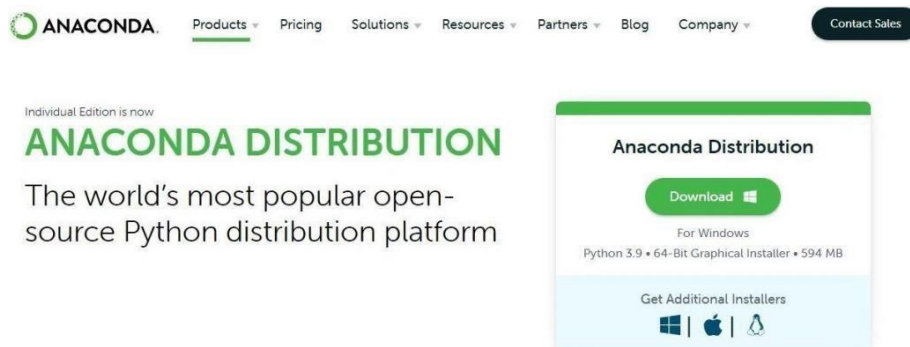 ANACONDA.
Products Pricing Solutions Resources Partners Blog Company Contact Sales
Individual Edition is now
ANACONDA DISTRIBUTION
The world's most popular open-
source Python distribution platform
Anaconda Distribution
Download
For Windows
Python 3.9 • 64-Bit Graphical Installer • 594 MB
Get Additional Installers